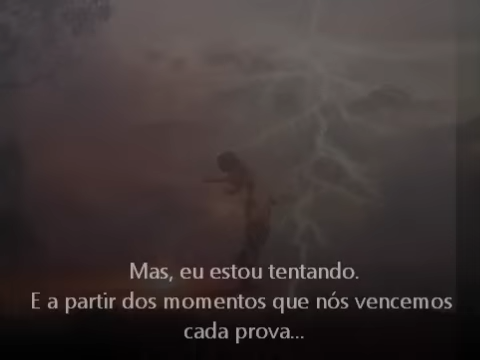 Mas, eu estou tentando.
E a partir dos momentos que nós vencemos
cada prova...